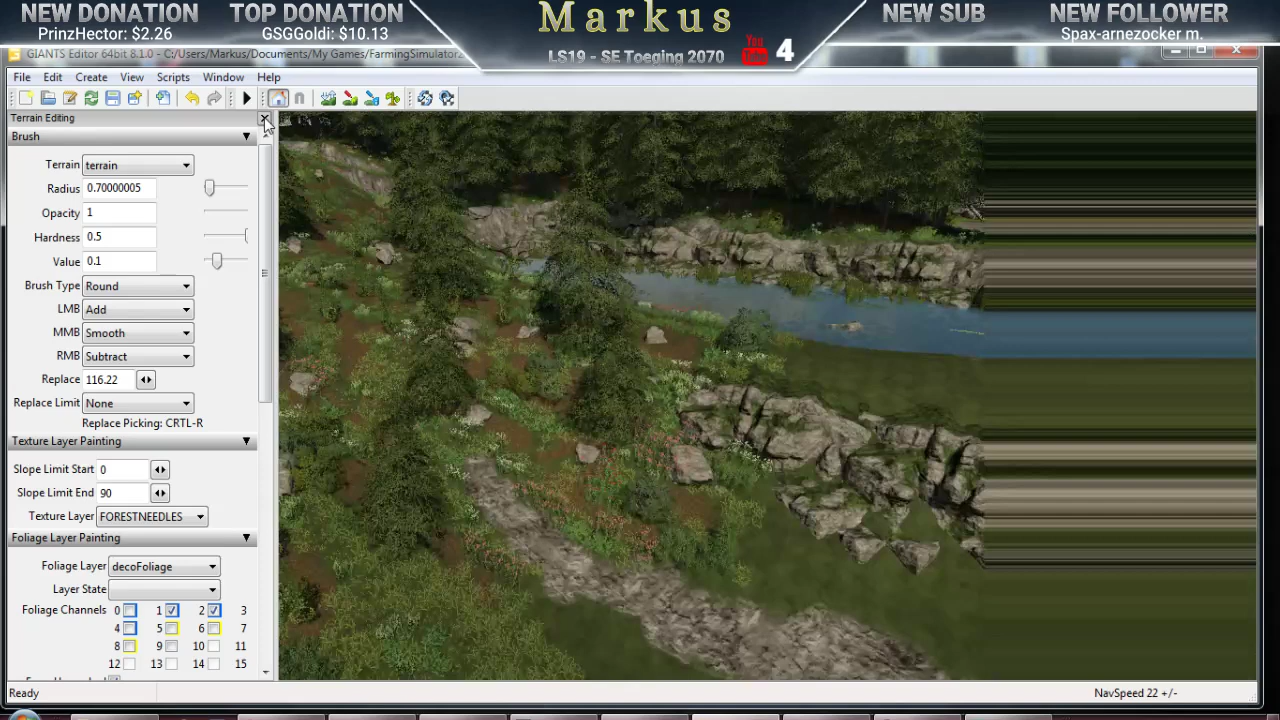 NEW DONATION
PrinzHector: $2.26
TOP DONATION
GSGGoldi: $10.13
Markus
LS19 - SE Toeging 2070
You Tube
4
NEW SUB
NEW FOLLOWER
Spax-arnezocker m.
GIANTS Editor 64bit 8.1.0 - C:/Users/Markus/Documents/My Games/FarmingSimulator2
File Edit Create View Scripts Window Help
Terrain Editing
Brush
Terrain terrain
Radius 0.70000005
Opacity 1
Hardness 0.5
Value 0.1
Brush Type Round
LMB Add
MMB Smooth
RMB Subtract
Replace 116.22
Replace Limit None
Replace Picking: CRTL-R
Texture Layer Painting
Slope Limit Start 0
Slope Limit End 90
Texture Layer FORESTNEEDLES
Foliage Layer Painting
Foliage Layer decoFoliage
Layer State
Foliage Channels 0 1 2 3
4 5 6 7
8 9 10 11
12 13 14 15
Ready
NavSpeed 22 +/-